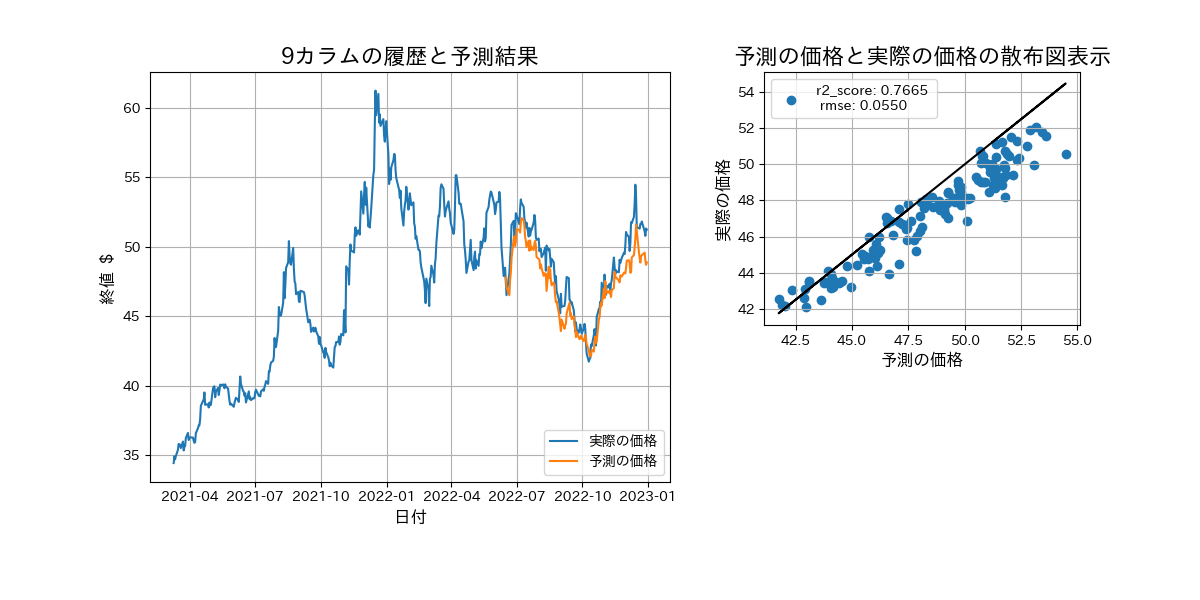 9カラムの履歴と予測結果
終値 $
60
55
50
45
40
35
2021-04 2021-07 2021-10 2022-01 2022-04 2022-07 2022-10 2023-01
日付
実際の価格
予測の価格
予測の価格と実際の価格の散布図表示
実際の価格
54
52
50
48
46
44
42
42.5 45.0 47.5 50.0 52.5 55.0
予測の価格
r2_score: 0.7665
rmse: 0.0550